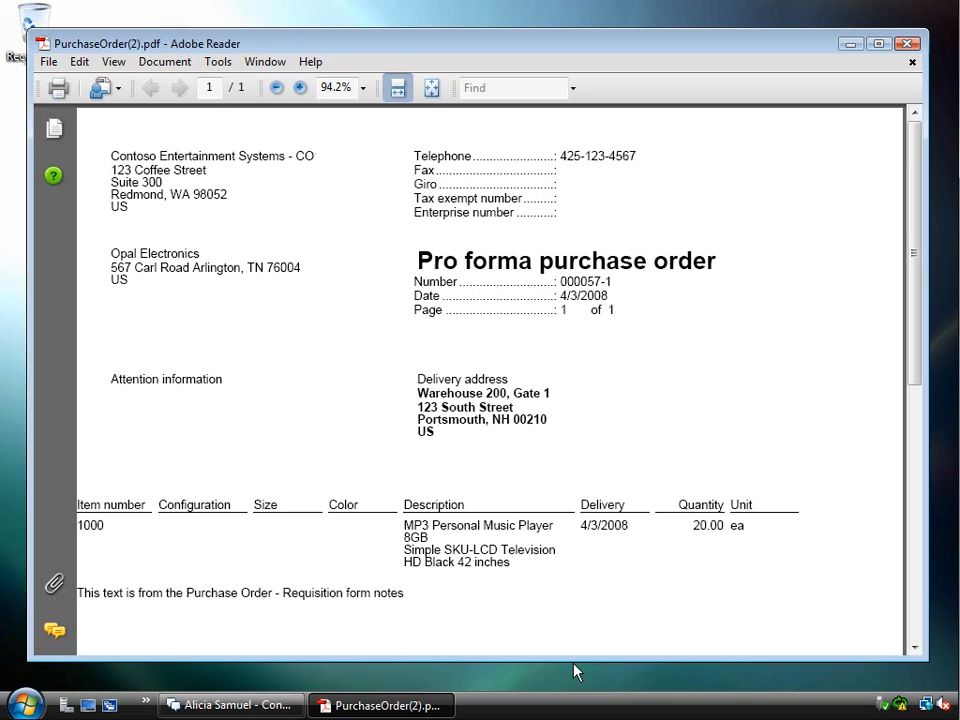 PurchaseOrder(2).pdf - Adobe Reader
File Edit View Document Tools Window Help
1 / 1 94.2% Find
Contoso Entertainment Systems - CO
123 Coffee Street
Suite 300
Redmond, WA 98052
US
Telephone.......................: 425-123-4567
Fax.................................:
Giro ................................:
Tax exempt number.........:
Enterprise number ...........:
Opal Electronics
567 Carl Road Arlington, TN 76004
US
Pro forma purchase order
Number ...........................: 000057-1
Date ...............................: 4/3/2008
Page ..............................: 1 of 1
Attention information
Delivery address
Warehouse 200, Gate 1
123 South Street
Portsmouth, NH 00210
US
Item number Configuration Size Color Description Delivery Quantity Unit
1000 MP3 Personal Music Player 4/3/2008 20.00 ea
8GB
Simple SKU-LCD Television
HD Black 42 inches
This text is from the Purchase Order - Requisition form notes
Alicia Samuel - Con... PurchaseOrder(2).p...